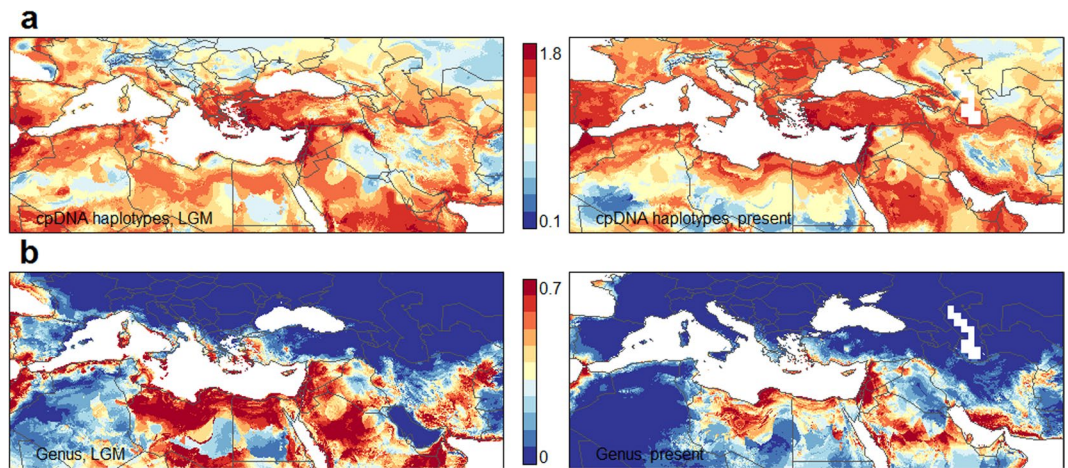 a
1.8
0.1
cpDNA haplotypes, LGM
cpDNA haplotypes, present
b
0.7
0
Genus, LGM
Genus, present